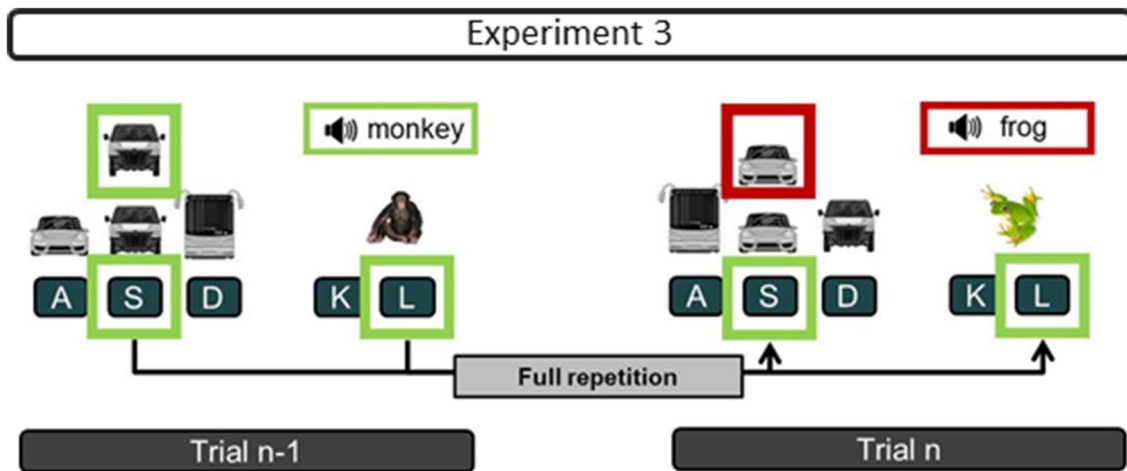 Experiment 3
monkey
frog
A S D K L
A S D K L
Full repetition
Trial n-1
Trial n